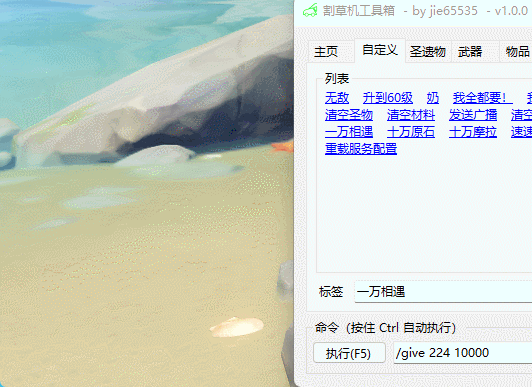 割草机工具箱 - by jie65535 - v1.0.0
主页 自定义 圣遗物 武器 物品
列表
无敌 升到60级 奶 我全都要！
清空圣物 清空材料 发送广播 清空
一万相遇 十万原石 十万摩拉 速速
重载服务配置
标签 一万相遇
命令（按住 Ctrl 自动执行）
执行(F5) /give 224 10000